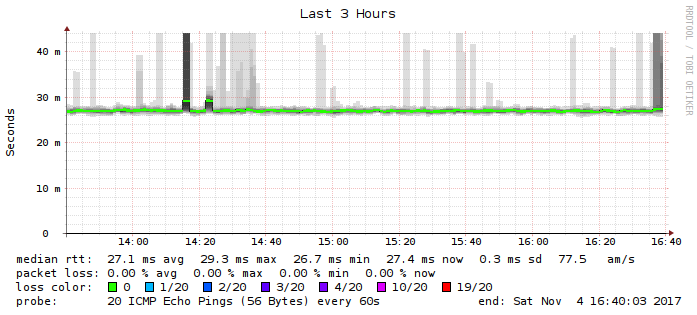 Last 3 Hours
RRDTOOL / TOBI OETIKER
Seconds
40 m
30 m
20 m
10 m
0
14:00 14:20 14:40 15:00 15:20 15:40 16:00 16:20 16:40
median rtt: 27.1 ms avg 29.3 ms max 26.7 ms min 27.4 ms now 0.3 ms sd 77.5 am/s
packet loss: 0.00 % avg 0.00 % max 0.00 % min 0.00 % now
loss color: 0 1/20 2/20 3/20 4/20 10/20 19/20
probe: 20 ICMP Echo Pings (56 Bytes) every 60s end: Sat Nov 4 16:40:03 2017